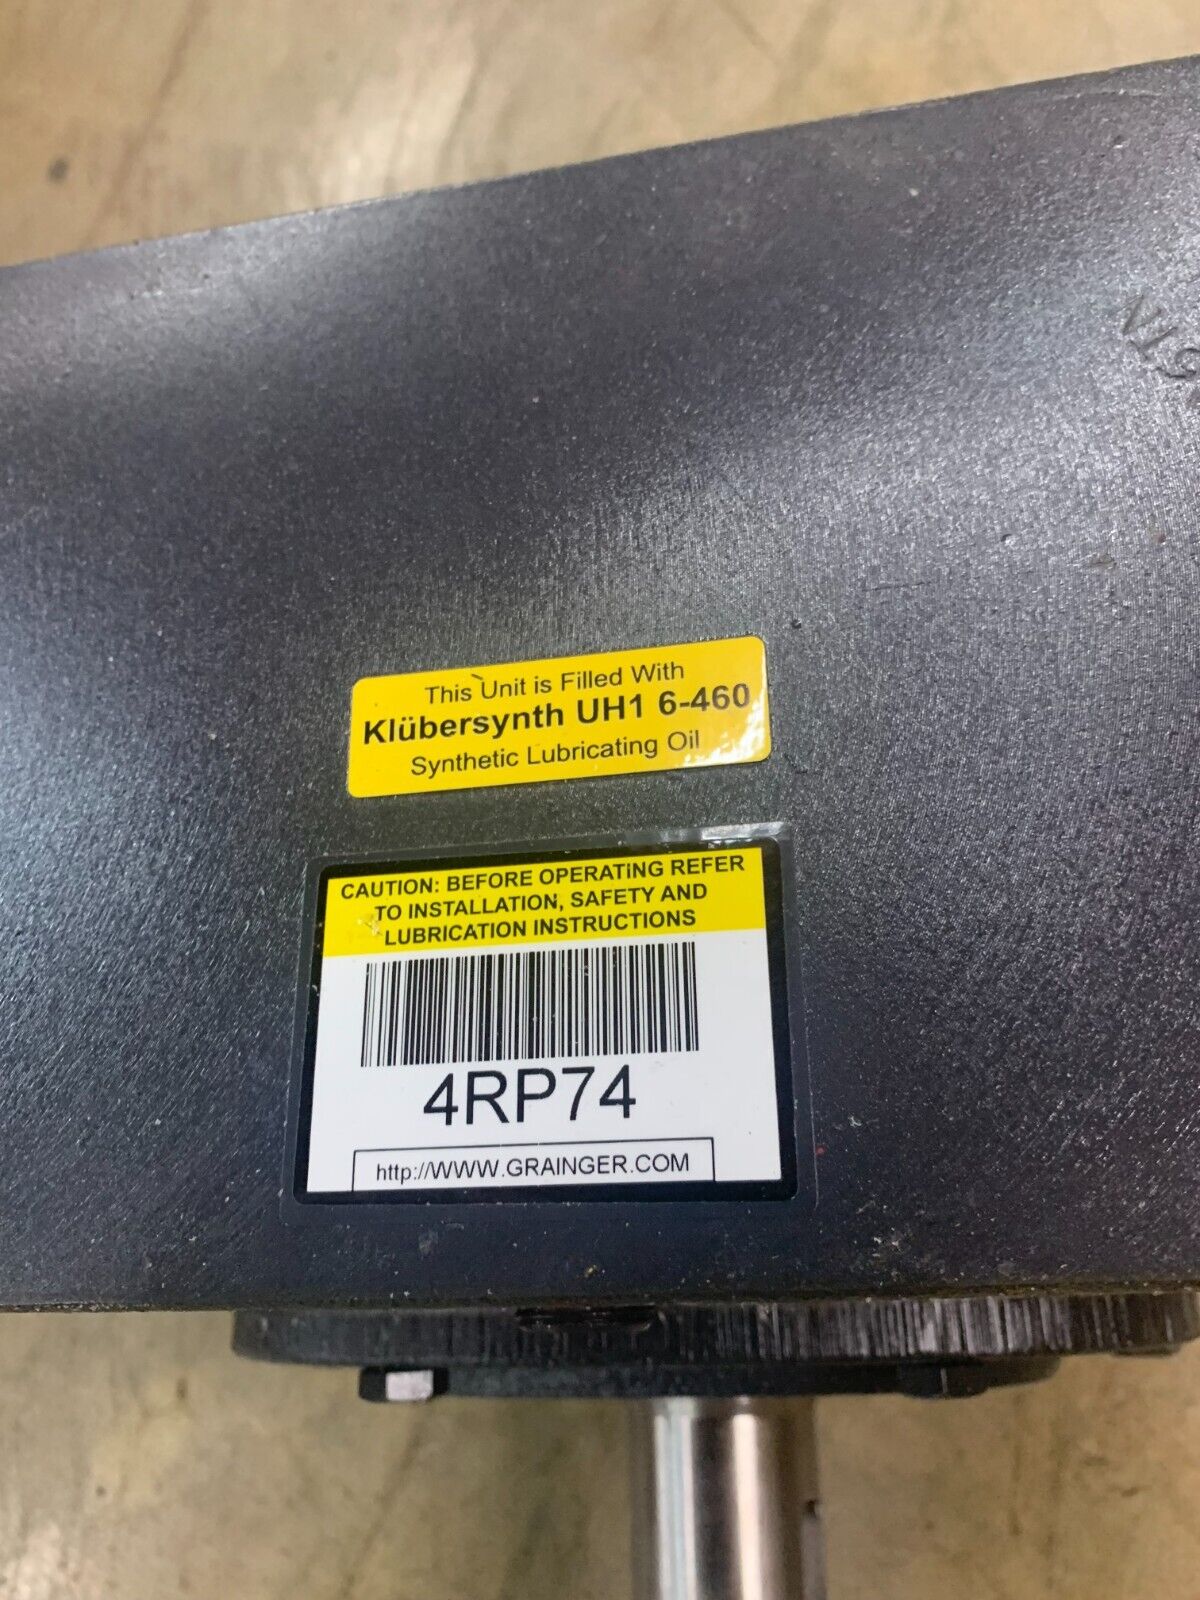 This Unit is Filled With
Klübersynth UH1 6-460
Synthetic Lubricating Oil
CAUTION: BEFORE OPERATING REFER
TO INSTALLATION, SAFETY AND
LUBRICATION INSTRUCTIONS
4RP74
http://WWW.GRAINGER.COM